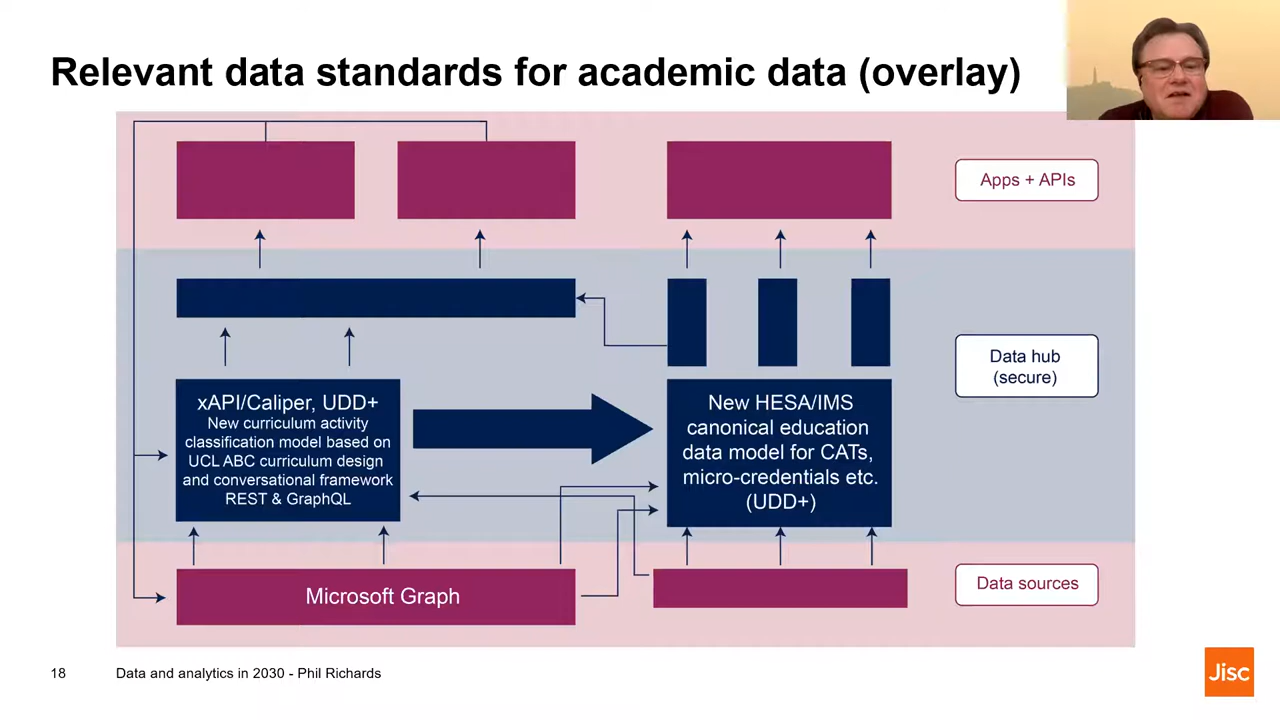 Relevant data standards for academic data (overlay)
Apps + APIs
Data hub
(secure)
xAPI/Caliper, UDD+
New curriculum activity
classification model based on
UCL ABC curriculum design
and conversational framework
REST & GraphQL
New HESA/IMS
canonical education
data model for CATs,
micro-credentials etc.
(UDD+)
Microsoft Graph
Data sources
18
Data and analytics in 2030 - Phil Richards
Jisc